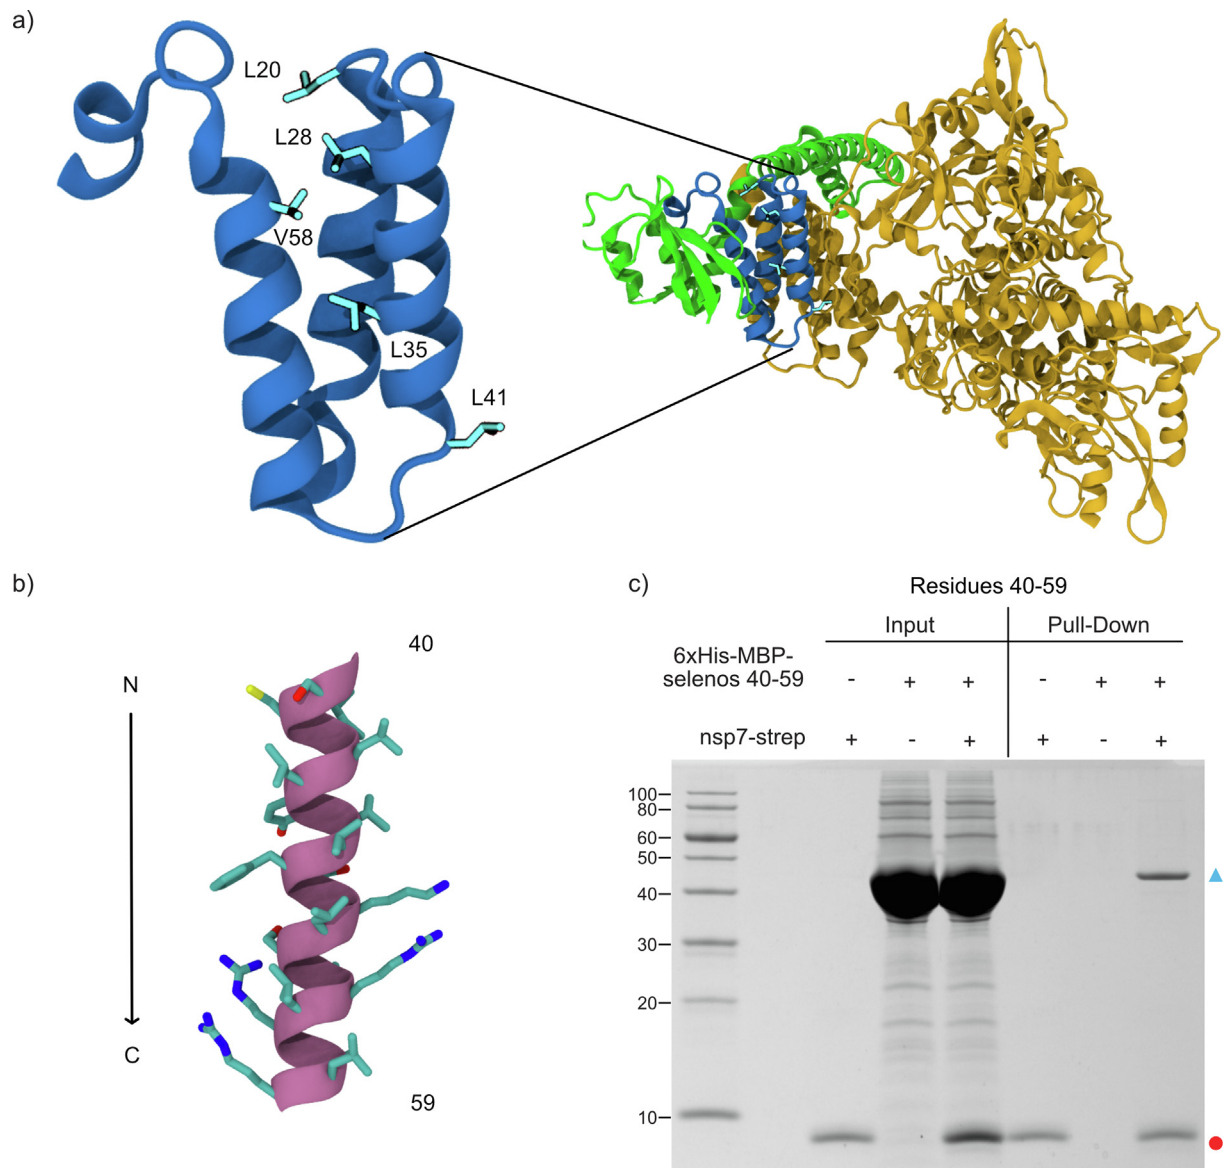 a)
L20
L28
V58
L35
L41
b)
40
N
C
59
c)
Residues 40-59
Input Pull-Down
6xHis-MBP-
selenos 40-59 - + + - + +
nsp7-strep + - + + - +
100
80
60
50
40
30
20
10